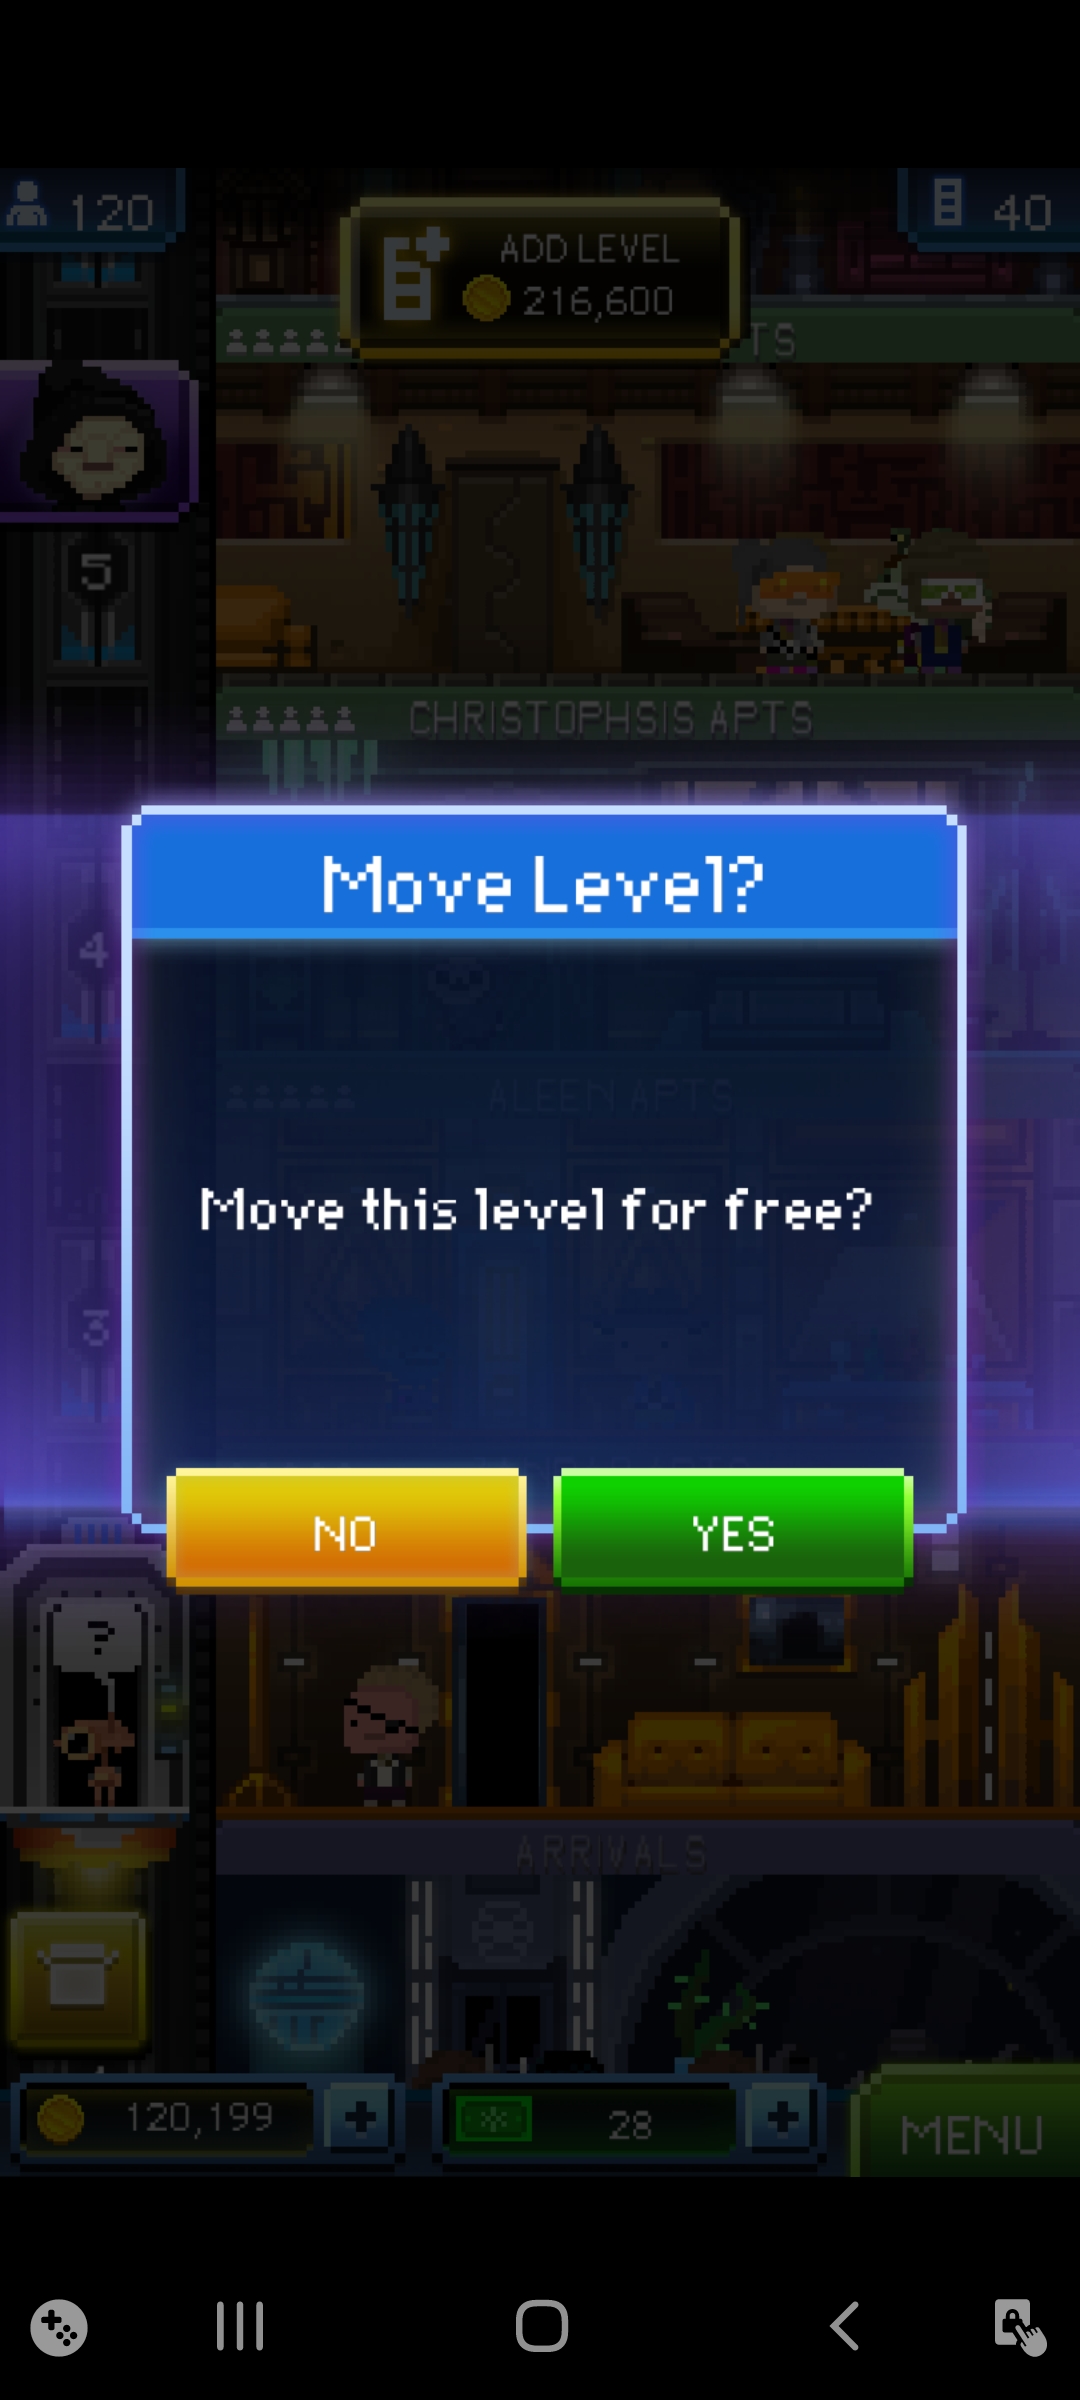 120
ADD LEVEL
216,600
40
TS
5
CHRISTOPHSIS APTS
Move Level?
4
ALEEN APTS
Move this level for free?
3
NO
YES
?
ARRIVALS
120,199
28
MENU